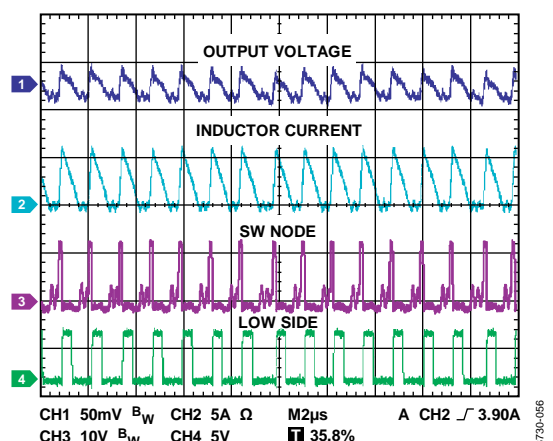 OUTPUT VOLTAGE
1
INDUCTOR CURRENT
2
SW NODE
3
LOW SIDE
4
CH1 50mV BW CH2 5A Ω M2µs A CH2 3.90A
CH3 10V BW CH4 5V T 35.8%
730-056